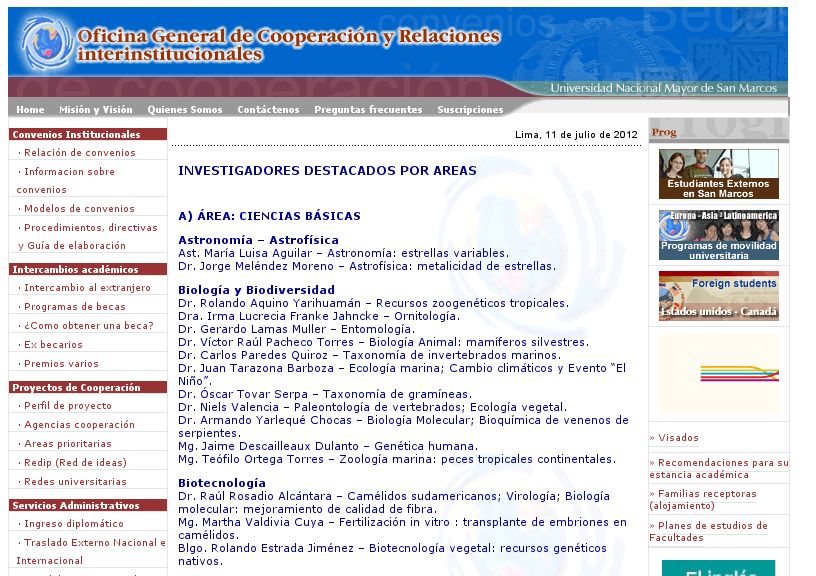 convenios
Becas
Oficina General de Cooperación y Relaciones
interinstitucionales
de cooperación
Universidad Nacional Mayor de San Marcos
Home Misión y Visión Quienes Somos Contáctenos Preguntas frecuentes Suscripciones
Convenios Institucionales
· Relación de convenios
· Informacion sobre
convenios
· Modelos de convenios
· Procedimientos, directivas
y Guía de elaboración
Intercambios académicos
· Intercambio al extranjero
· Programas de becas
· ¿Como obtener una beca?
· Ex becarios
· Premios varios
Proyectos de Cooperación
· Perfil de proyecto
· Agencias cooperación
· Areas prioritarias
· Redip (Red de ideas)
· Redes universitarias
Servicios Administrativos
· Ingreso diplomático
· Traslado Externo Nacional e
Internacional
Lima, 11 de julio de 2012
INVESTIGADORES DESTACADOS POR AREAS
A) ÁREA: CIENCIAS BÁSICAS
Astronomía – Astrofísica
Ast. María Luisa Aguilar – Astronomía: estrellas variables.
Dr. Jorge Meléndez Moreno – Astrofísica: metalicidad de estrellas.
Biología y Biodiversidad
Dr. Rolando Aquino Yarihuamán – Recursos zoogenéticos tropicales.
Dra. Irma Lucrecia Franke Jahncke – Ornitología.
Dr. Gerardo Lamas Muller – Entomología.
Dr. Víctor Raúl Pacheco Torres – Biología Animal: mamíferos silvestres.
Dr. Carlos Paredes Quiroz – Taxonomía de invertebrados marinos.
Dr. Juan Tarazona Barboza – Ecología marina; Cambio climáticos y Evento “El
Niño”.
Dr. Óscar Tovar Serpa – Taxonomía de gramíneas.
Dr. Niels Valencia – Paleontología de vertebrados; Ecología vegetal.
Dr. Armando Yarlequé Chocas – Biología Molecular; Bioquímica de venenos de
serpientes.
Mg. Jaime Descailleaux Dulanto – Genética humana.
Mg. Teófilo Ortega Torres – Zoología marina: peces tropicales continentales.
Biotecnología
Dr. Raúl Rosadio Alcántara – Camélidos sudamericanos; Virología; Biología
molecular: mejoramiento de calidad de fibra.
Mg. Martha Valdivia Cuya – Fertilización in vitro : transplante de embriones en
camélidos.
Blgo. Rolando Estrada Jiménez – Biotecnología vegetal: recursos genéticos
nativos.
Prog
Estudiantes Externos
en San Marcos
Europa - Asia - Latinoamerica
Programas de movilidad
universitaria
Foreign students
Estados unidos - Canadá
» Visados
» Recomendaciones para su
estancia académica
» Familias receptoras
(alojamiento)
» Planes de estudios de
Facultades